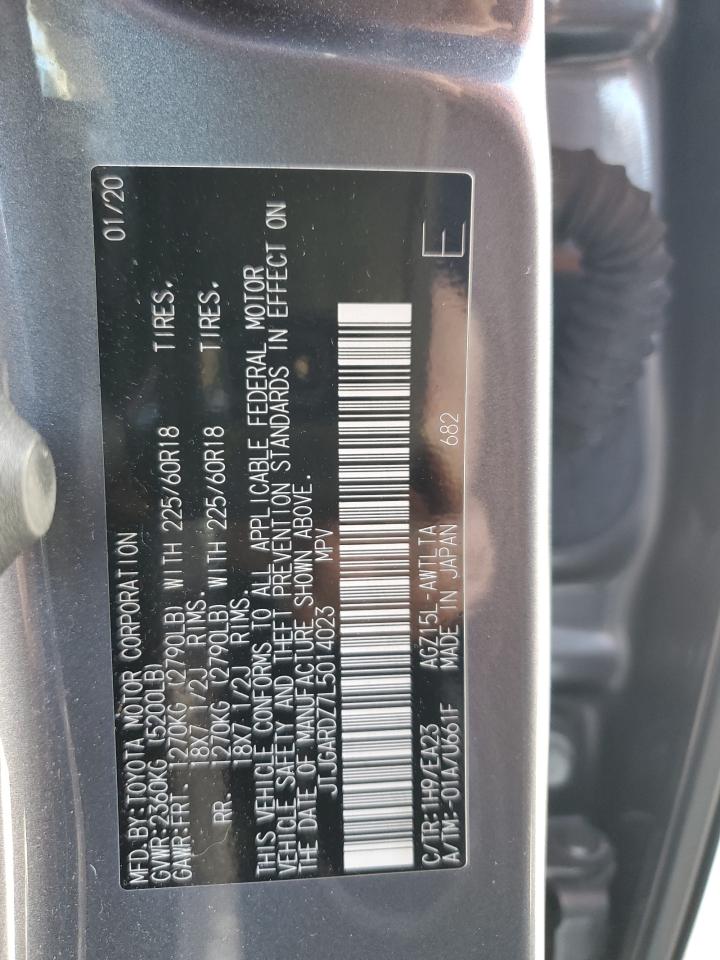 MFD.BY:TOYOTA MOTOR CORPORATION 01/20
GVWR:2360KG (5200LB)
GAWR:FRT. 1270KG (2790LB) WITH 225/60R18 TIRES.
18X7 1/2J RIMS.
RR. 1270KG (2790LB) WITH 225/60R18 TIRES.
18X7 1/2J RIMS.
THIS VEHICLE CONFORMS TO ALL APPLICABLE FEDERAL MOTOR
VEHICLE SAFETY AND THEFT PREVENTION STANDARDS IN EFFECT ON
THE DATE OF MANUFACTURE SHOWN ABOVE.
JTJGARDZ7L5014023 MPV
C/TR:1H9/EA23 AGZ15L-AWTLTA
A/TM:-01A/U661F MADE IN JAPAN 682 E